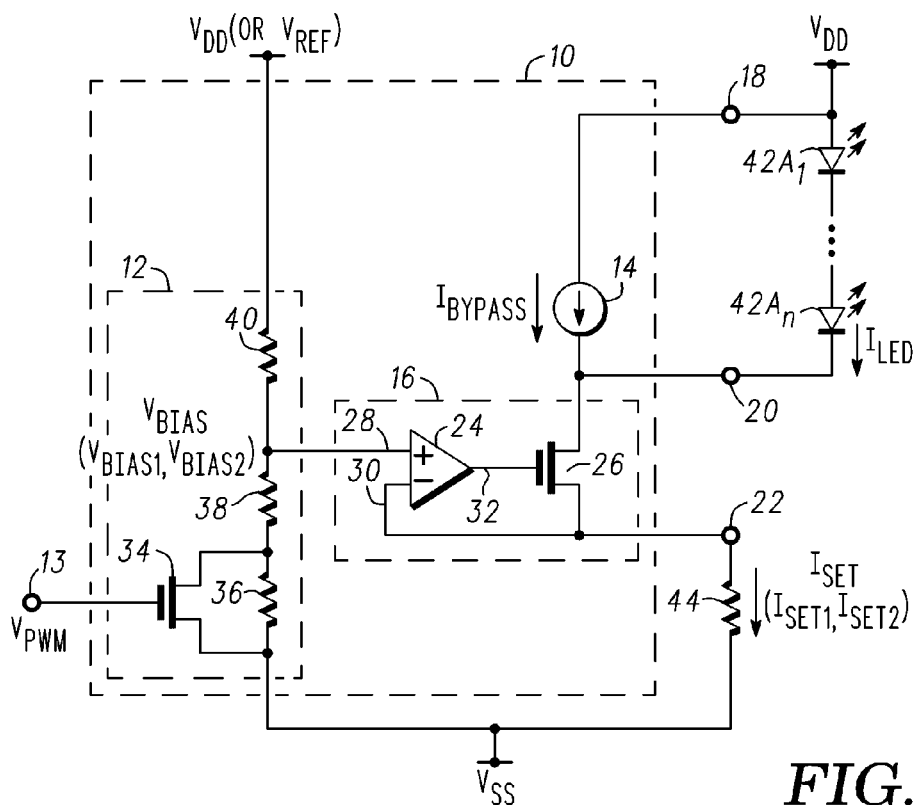 V_DD(OR V_REF)
V_DD
10
18
42A_1
12
14
40
I_BYPASS
42A_n
I_LED
16
20
V_BIAS
(V_BIAS1, V_BIAS2)
28
24
30
26
32
38
22
34
13
36
I_SET
(I_SET1, I_SET2)
44
V_PWM
V_SS
FIG.